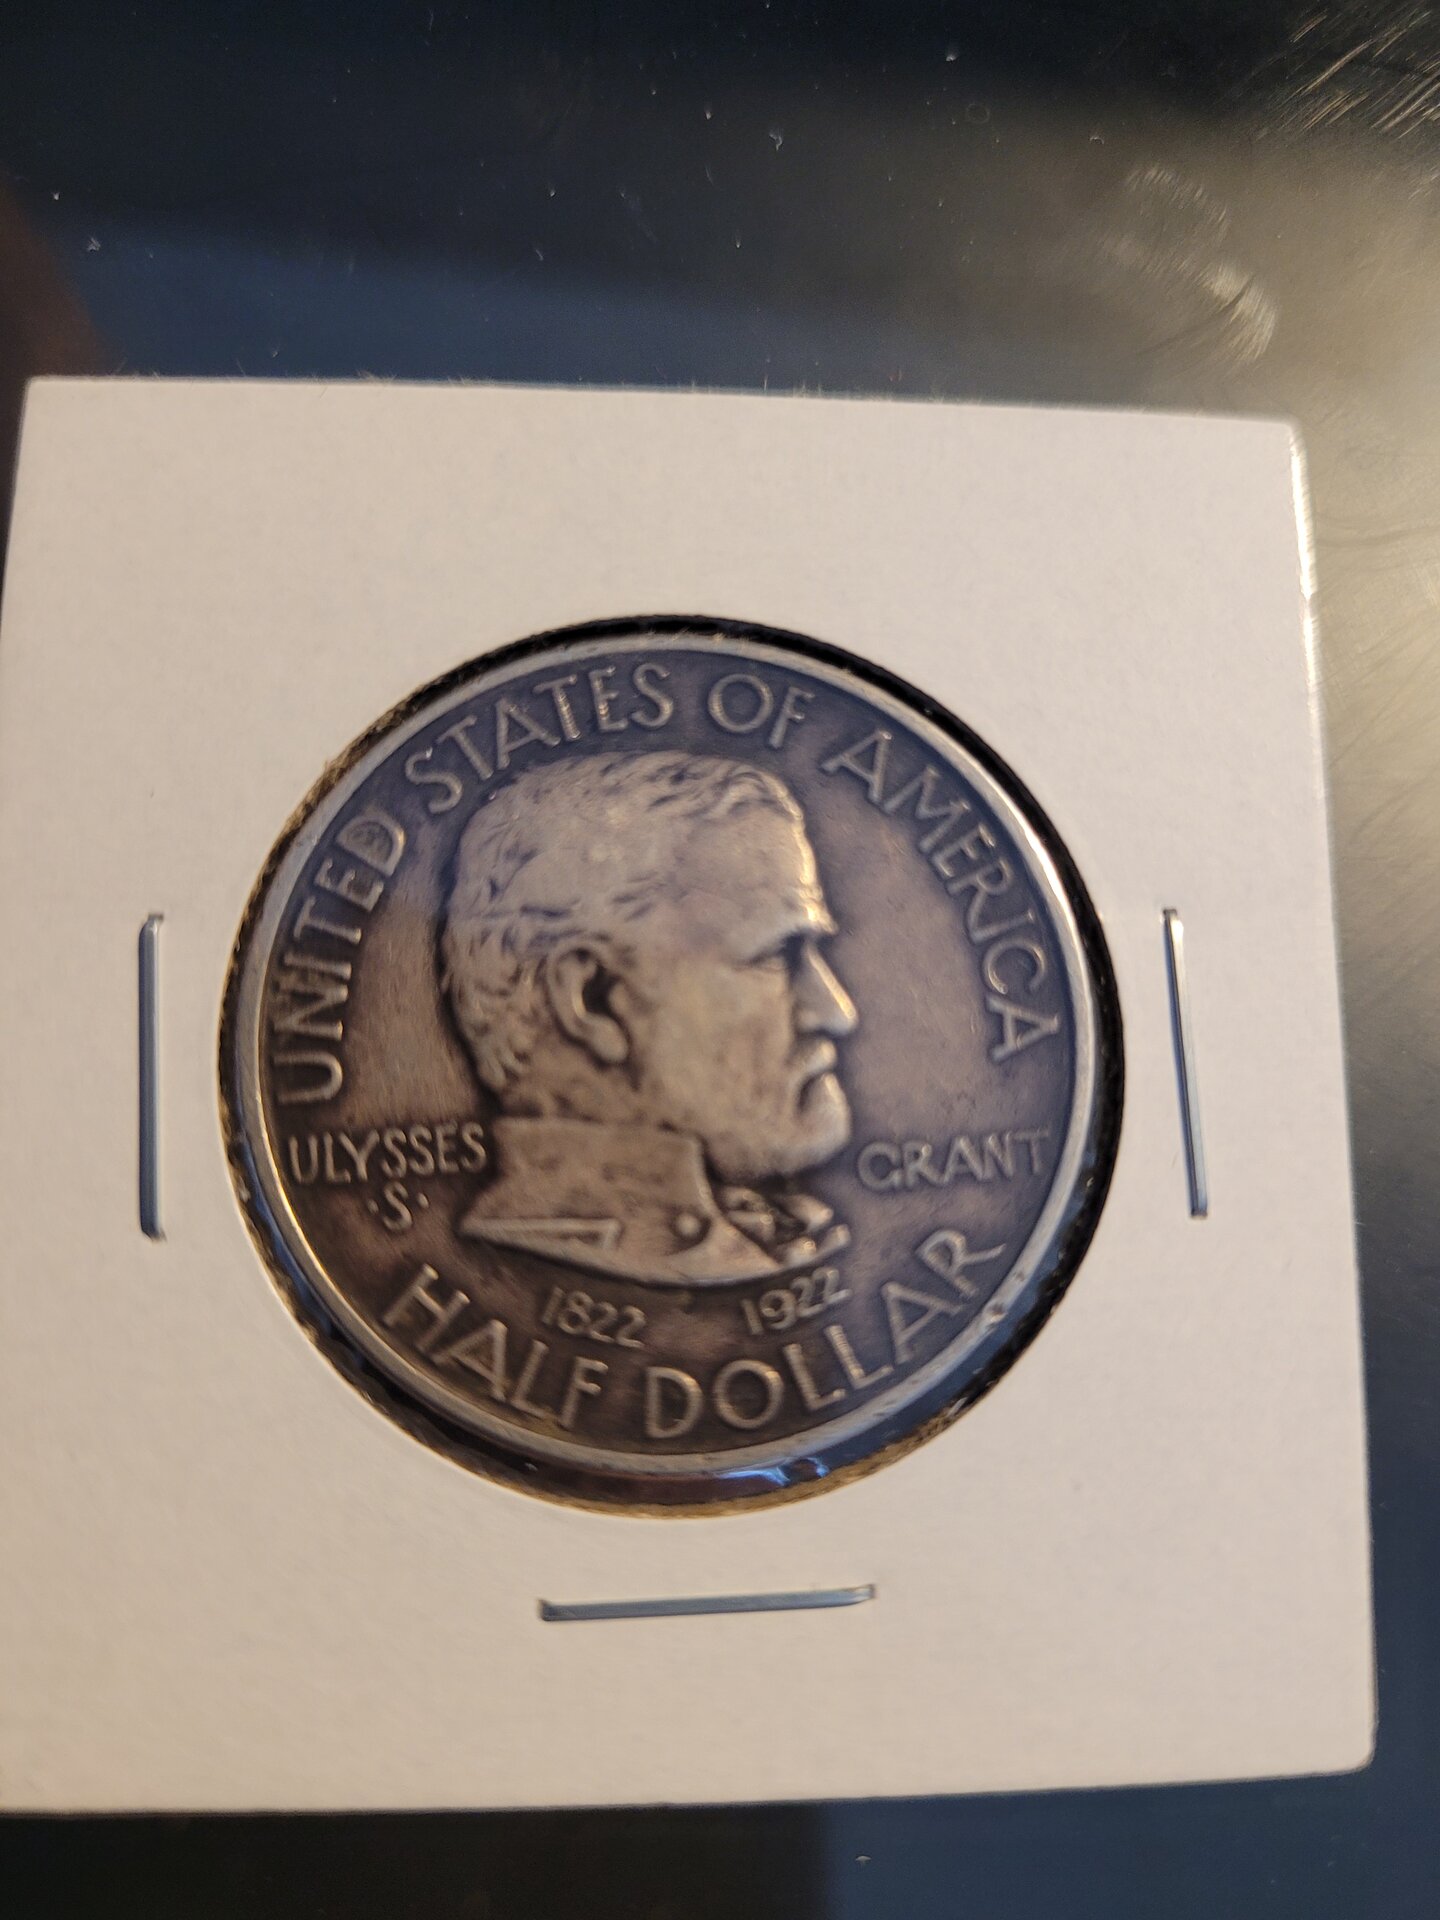 UNITED STATES OF AMERICA
ULYSSES
·S·
GRANT
1822 1922
HALF DOLLAR